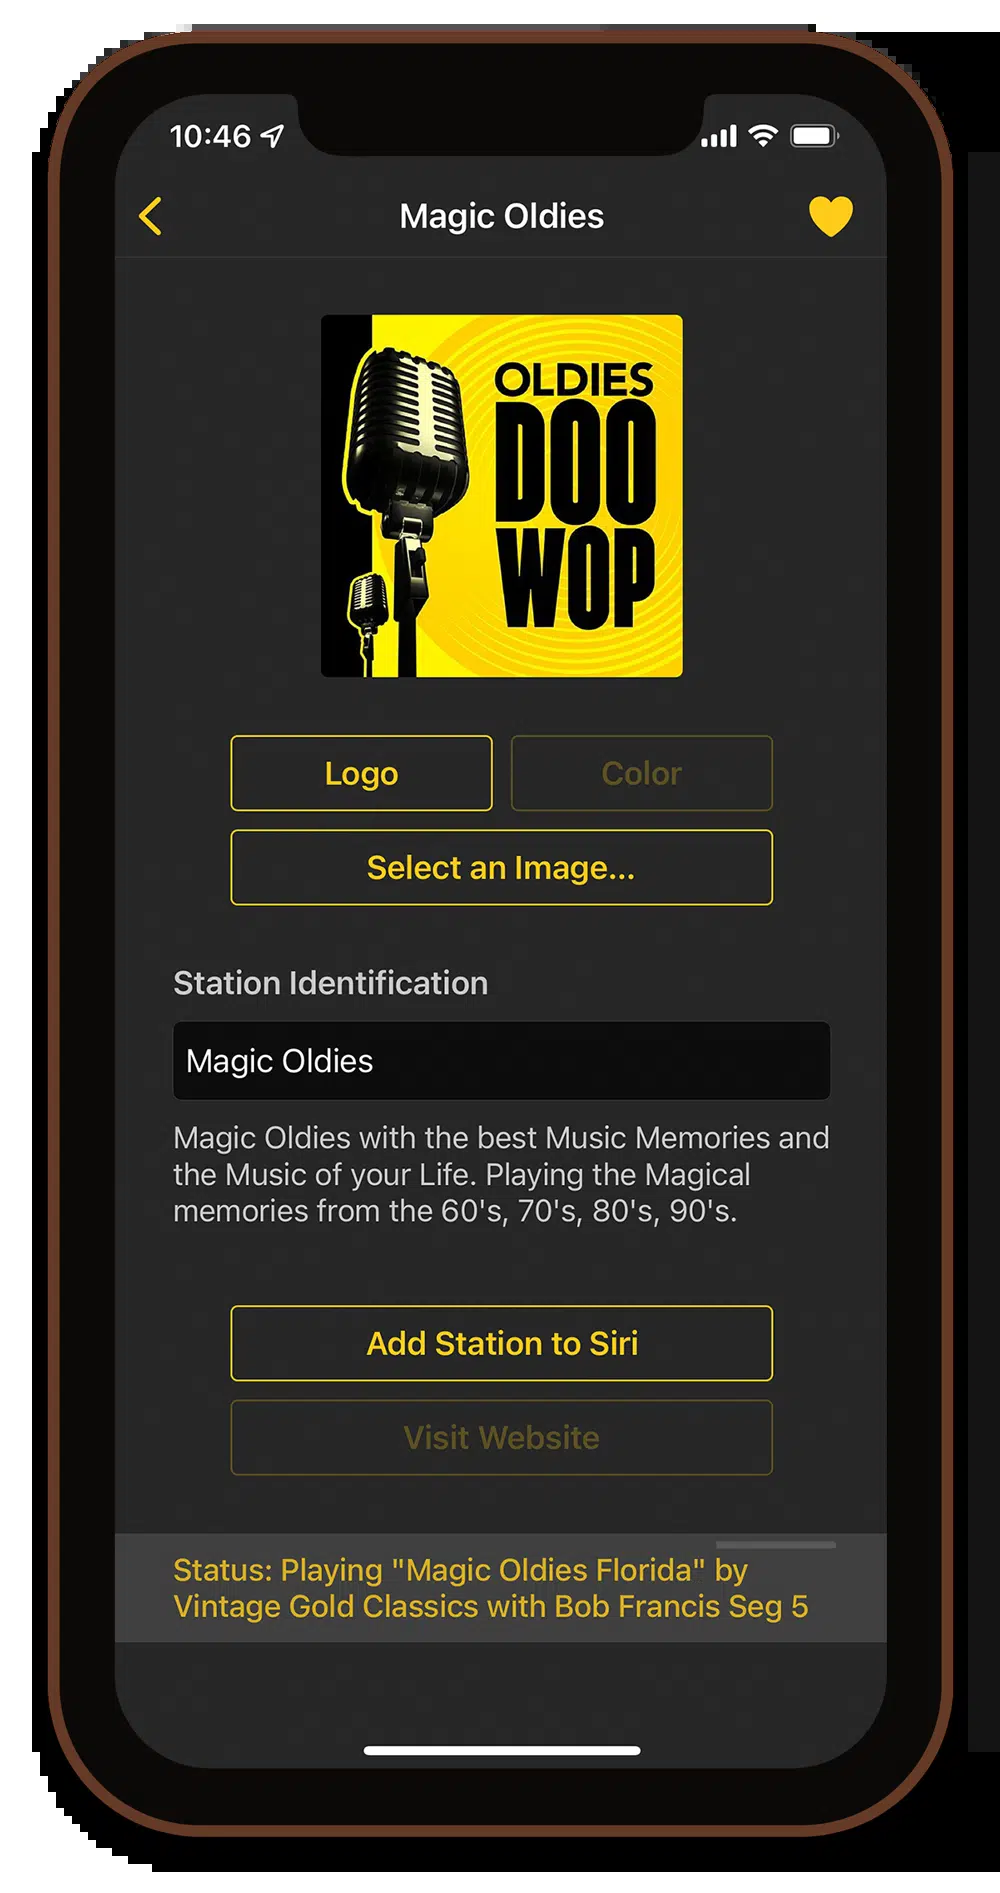 10:46
Magic Oldies
OLDIES
DOO
WOP
Logo
Color
Select an Image...
Station Identification
Magic Oldies
Magic Oldies with the best Music Memories and
the Music of your Life. Playing the Magical
memories from the 60's, 70's, 80's, 90's.
Add Station to Siri
Visit Website
Status: Playing "Magic Oldies Florida" by
Vintage Gold Classics with Bob Francis Seg 5